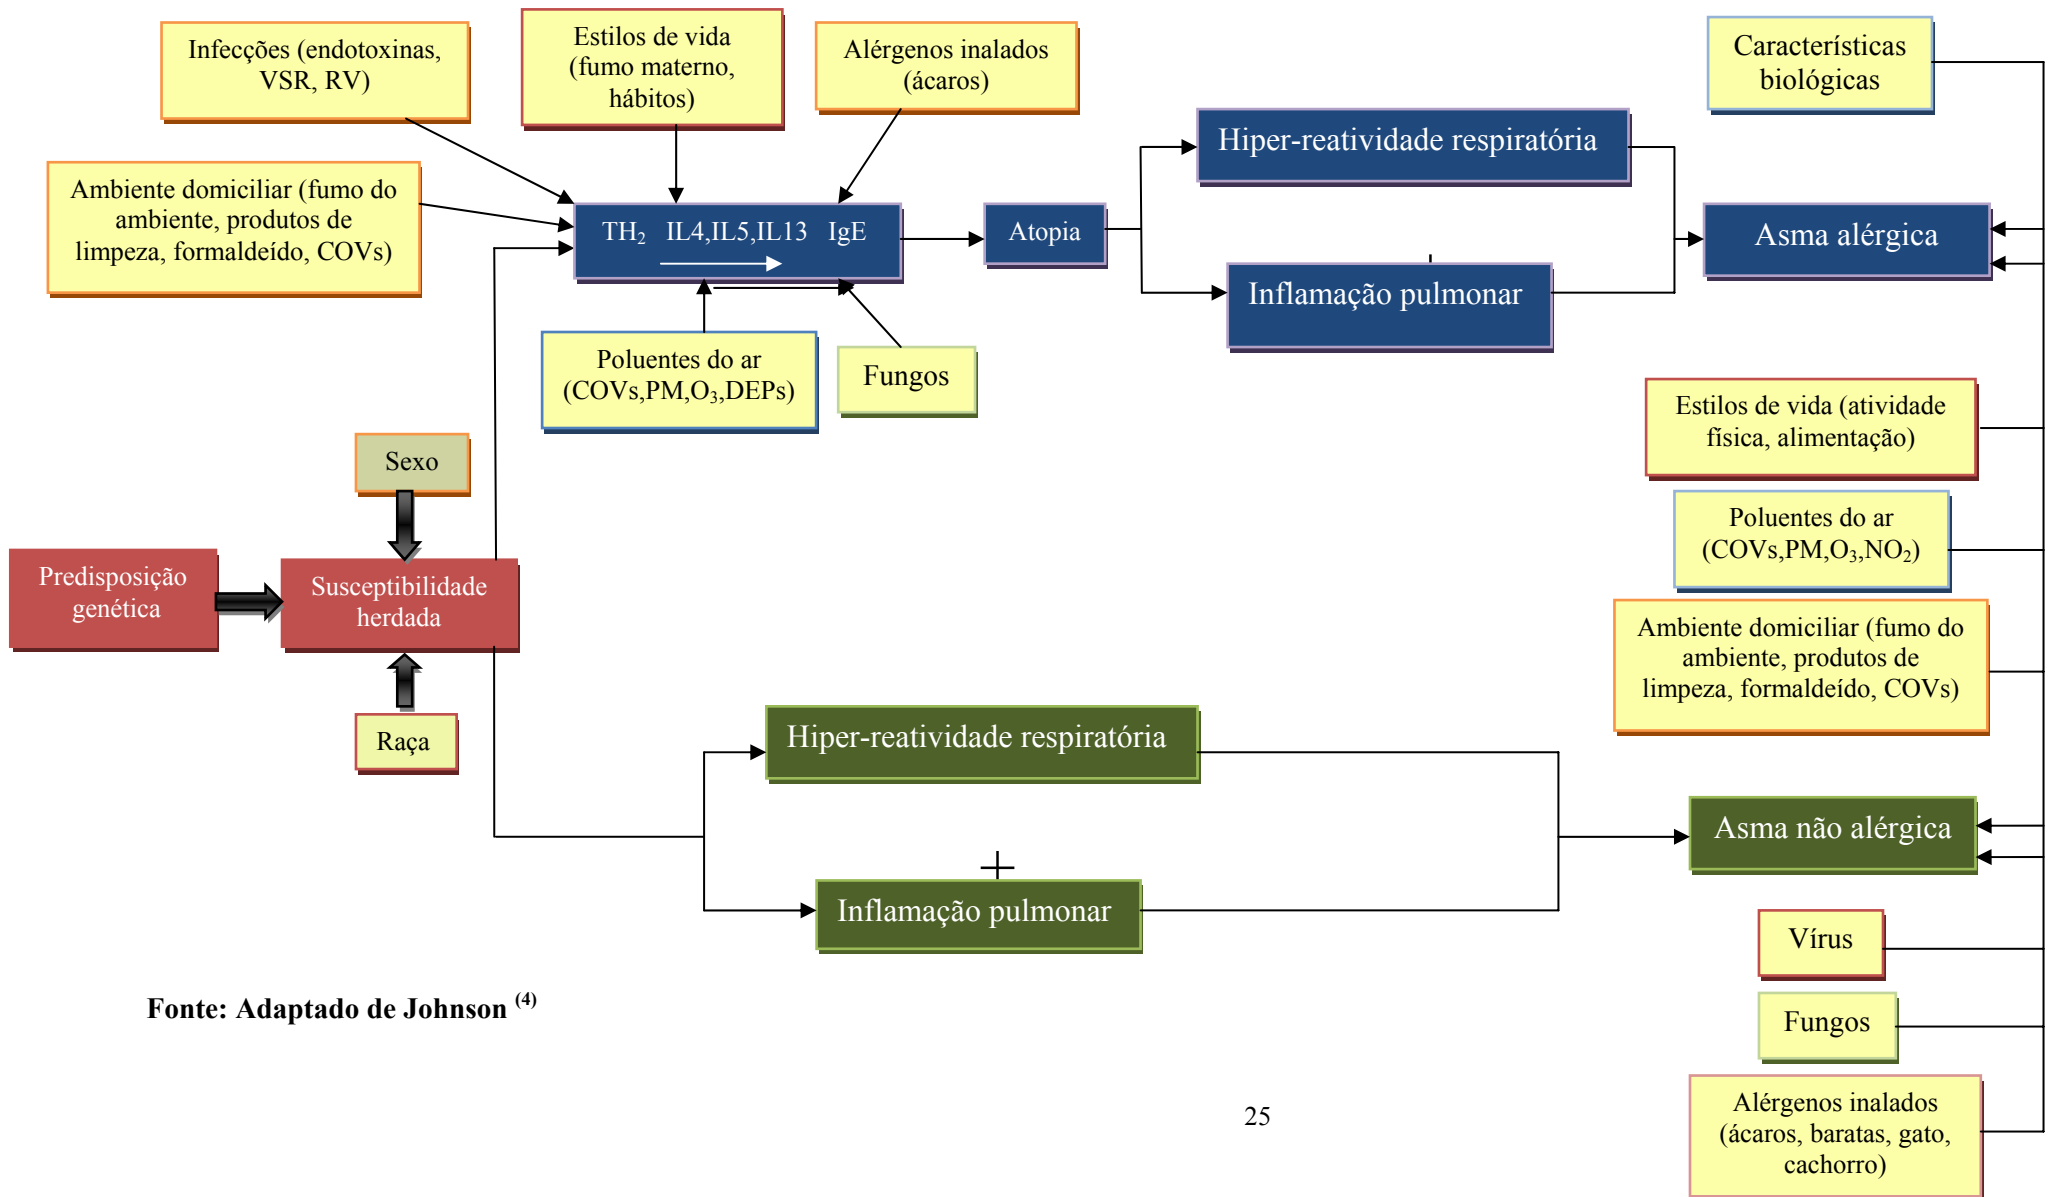 Infecções (endotoxinas,
VSR, RV)
Estilos de vida
(fumo materno,
hábitos)
Alérgenos inalados
(ácaros)
Características
biológicas
Ambiente domiciliar (fumo do
ambiente, produtos de
limpeza, formaldeído, COVs)
TH₂ IL4,IL5,IL13 IgE
Atopia
Hiper-reatividade respiratória
+
Inflamação pulmonar
Asma alérgica
Poluentes do ar
(COVs,PM,O₃,DEPs)
Fungos
Estilos de vida (atividade
física, alimentação)
Sexo
Poluentes do ar
(COVs,PM,O₃,NO₂)
Predisposição
genética
Susceptibilidade
herdada
Raça
Ambiente domiciliar (fumo do
ambiente, produtos de
limpeza, formaldeído, COVs)
Hiper-reatividade respiratória
+
Inflamação pulmonar
Asma não alérgica
Vírus
Fungos
Alérgenos inalados
(ácaros, baratas, gato,
cachorro)
Fonte: Adaptado de Johnson ⁽⁴⁾
25